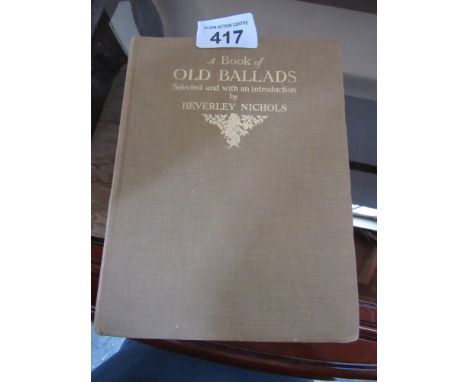 417
A Book of
OLD BALLADS
Selected and with an introduction
by
BEVERLEY NICHOLS